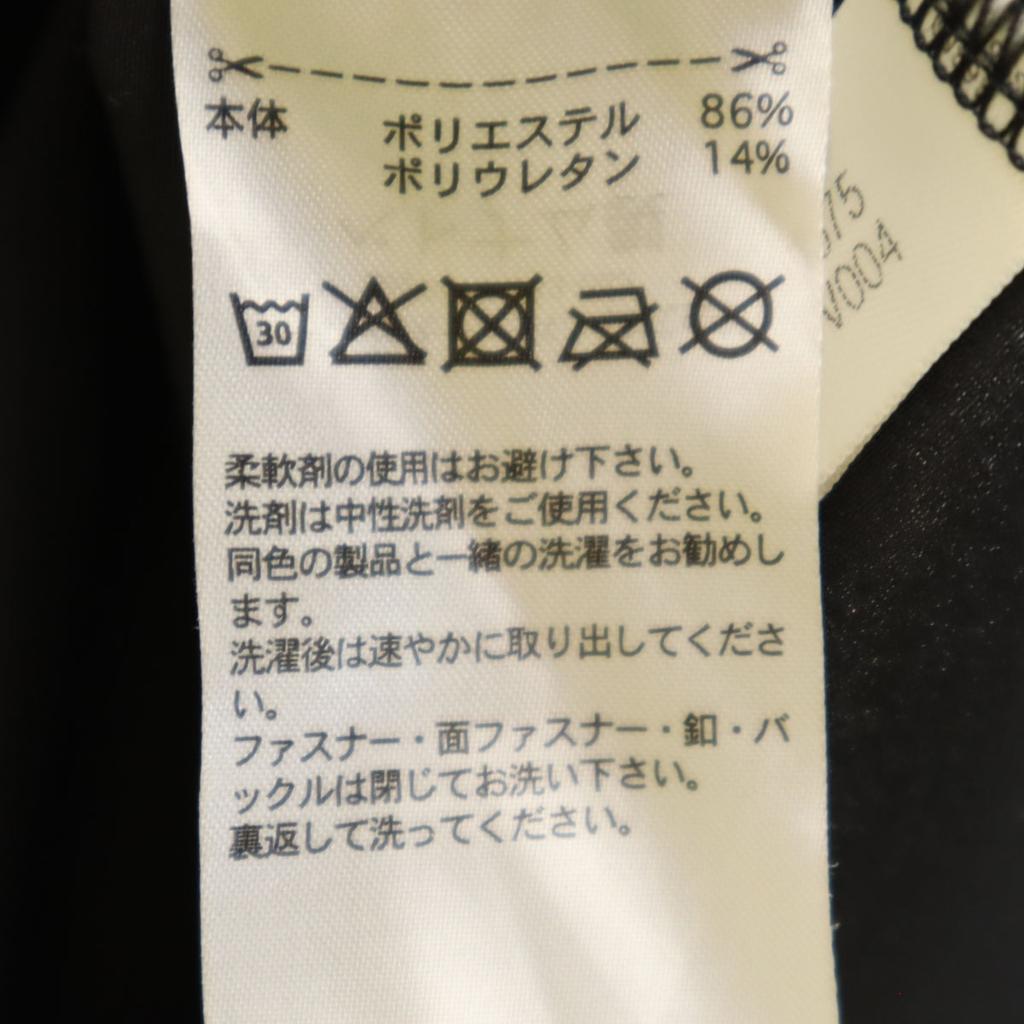 本体 ポリエステル 86%
ポリウレタン 14%
30
柔軟剤の使用はお避け下さい。
洗剤は中性洗剤をご使用ください。
同色の製品と一緒の洗濯をお勧めし
ます。
洗濯後は速やかに取り出してくださ
い。
ファスナー・面ファスナー・釦・バ
ックルは閉じてお洗い下さい。
裏返して洗ってください。